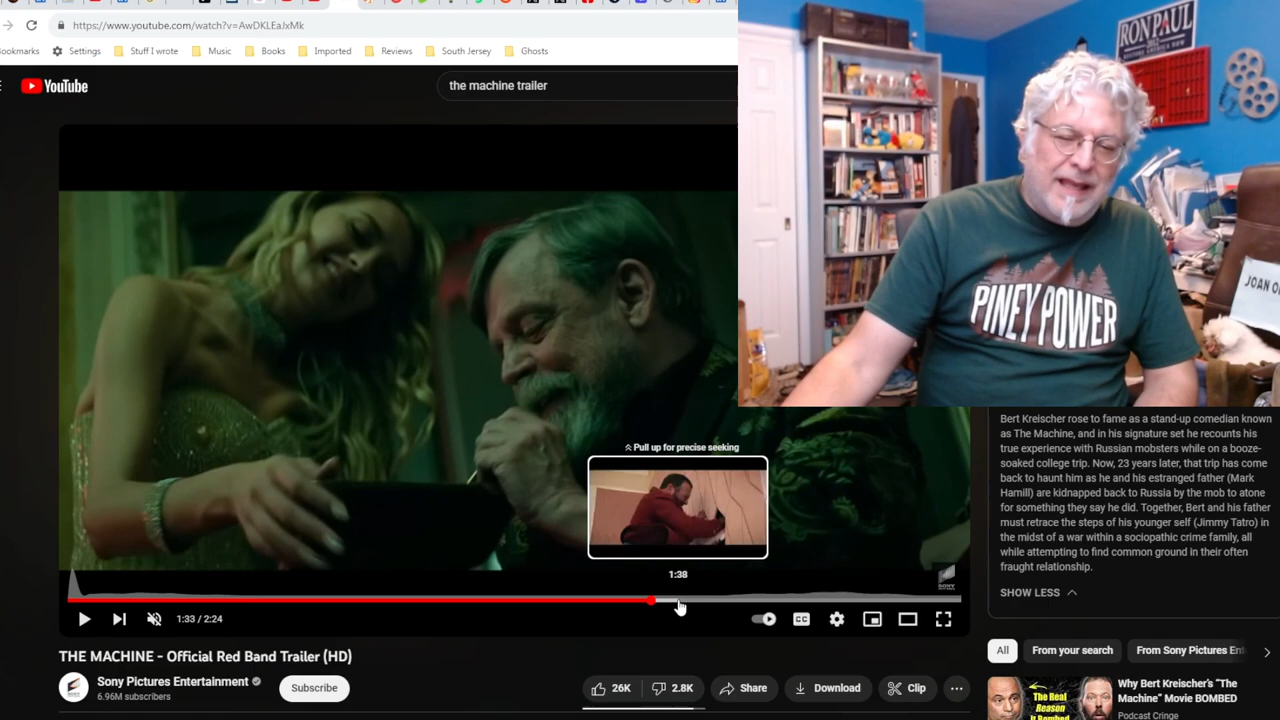 https://www.youtube.com/watch?v=AwDKLEaJxMk
ookmarks Settings Stuff I wrote Music Books Imported Reviews South Jersey Ghosts
YouTube
the machine trailer
RON PAUL
PINEY POWER
JOAN O
Pull up for precise seeking
1:38
SONY
1:33 / 2:24
CC
THE MACHINE - Official Red Band Trailer (HD)
Sony Pictures Entertainment
6.96M subscribers
Subscribe
26K
2.8K
Share
Download
Clip
Bert Kreischer rose to fame as a stand-up comedian known
as The Machine, and in his signature set he recounts his
true experience with Russian mobsters while on a booze-
soaked college trip. Now, 23 years later, that trip has come
back to haunt him as he and his estranged father (Mark
Hamill) are kidnapped back to Russia by the mob to atone
for something they say he did. Together, Bert and his father
must retrace the steps of his younger self (Jimmy Tatro) in
the midst of a war within a sociopathic crime family, all
while attempting to find common ground in their often
fraught relationship.
SHOW LESS
All
From your search
From Sony Pictures Ent
The Real
Reason
It Bombed
Why Bert Kreischer's "The
Machine" Movie BOMBED
Podcast Cringe